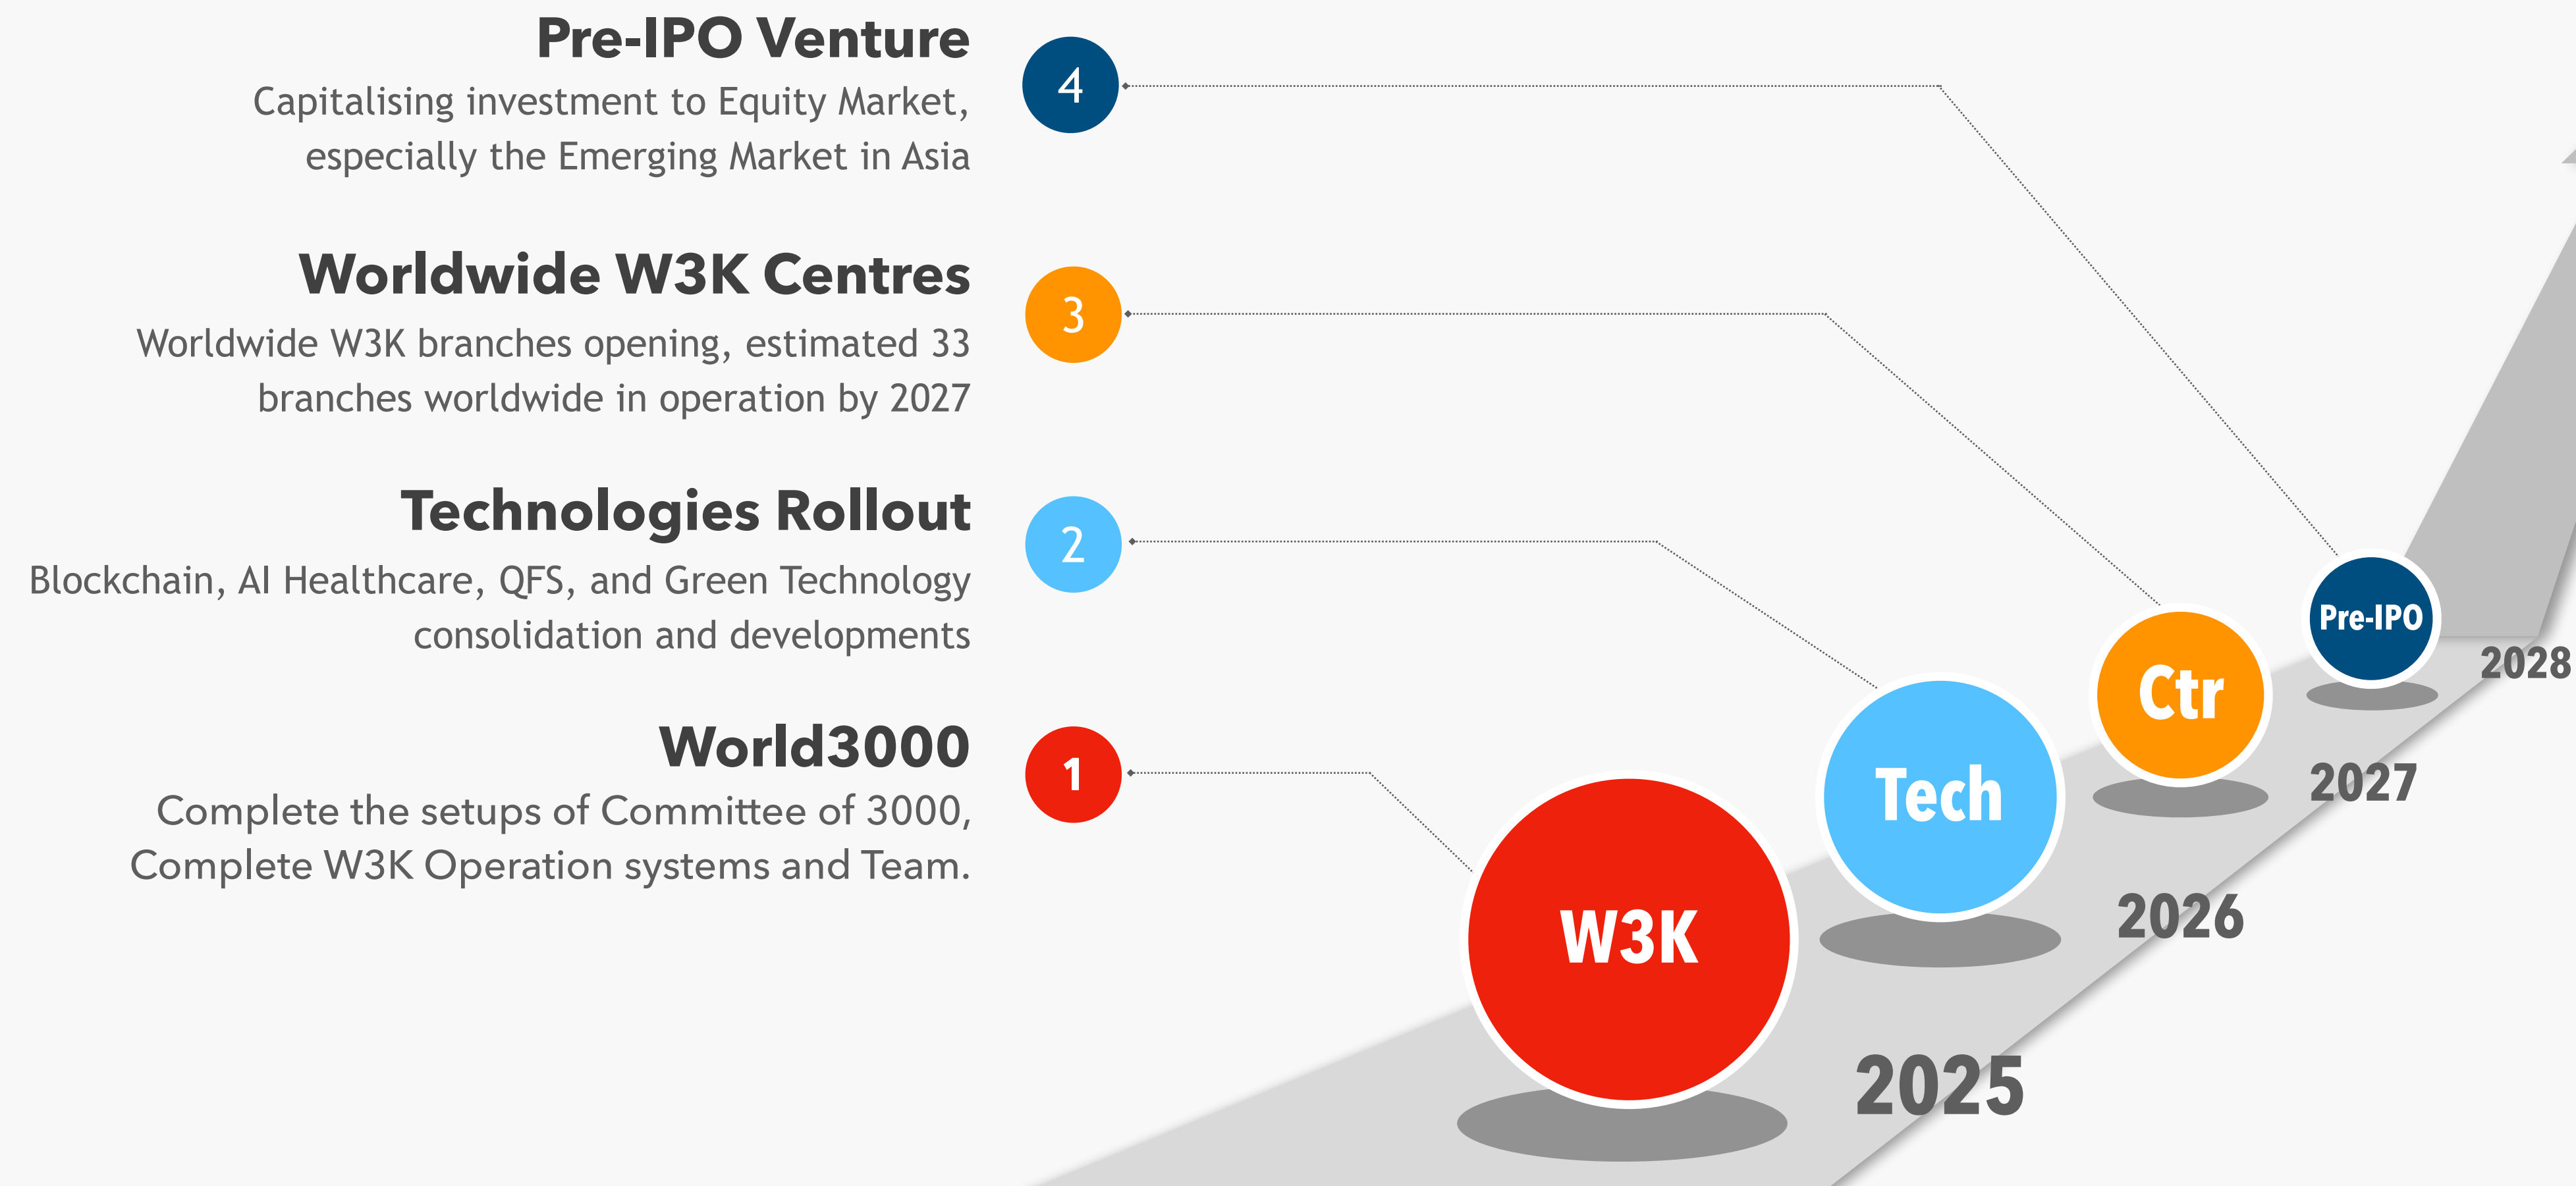 Pre-IPO Venture
Capitalising investment to Equity Market,
especially the Emerging Market in Asia
4
Worldwide W3K Centres
Worldwide W3K branches opening, estimated 33
branches worldwide in operation by 2027
3
Technologies Rollout
Blockchain, AI Healthcare, QFS, and Green Technology
consolidation and developments
2
World3000
Complete the setups of Committee of 3000,
Complete W3K Operation systems and Team.
1
W3K
2025
Tech
2026
Ctr
2027
Pre-IPO
2028